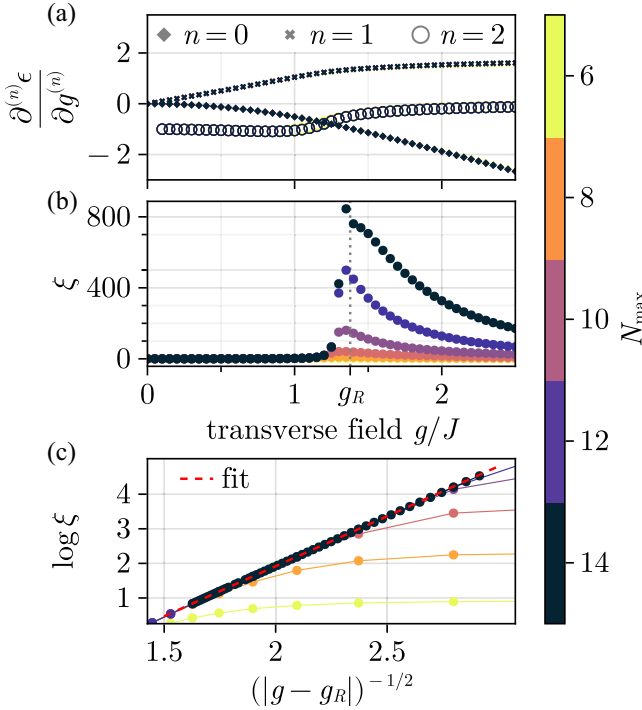 (a)
n = 0 n = 1 n = 2
∂⁽ⁿ⁾ϵ
∂g⁽ⁿ⁾
2
0
−2
(b)
800
400
0
ξ
0 1 g_R 2
transverse field g/J
(c)
fit
log ξ
4
3
2
1
1.5 2 2.5
(|g − g_R|)^{−1/2}
6
8
10
12
14
N_max